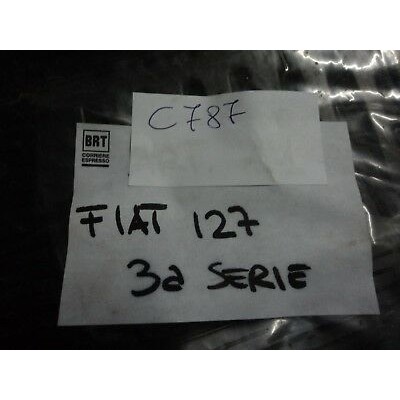 C787
BRT
CORRIERE
ESPRESSO
FIAT 127
3a SERIE